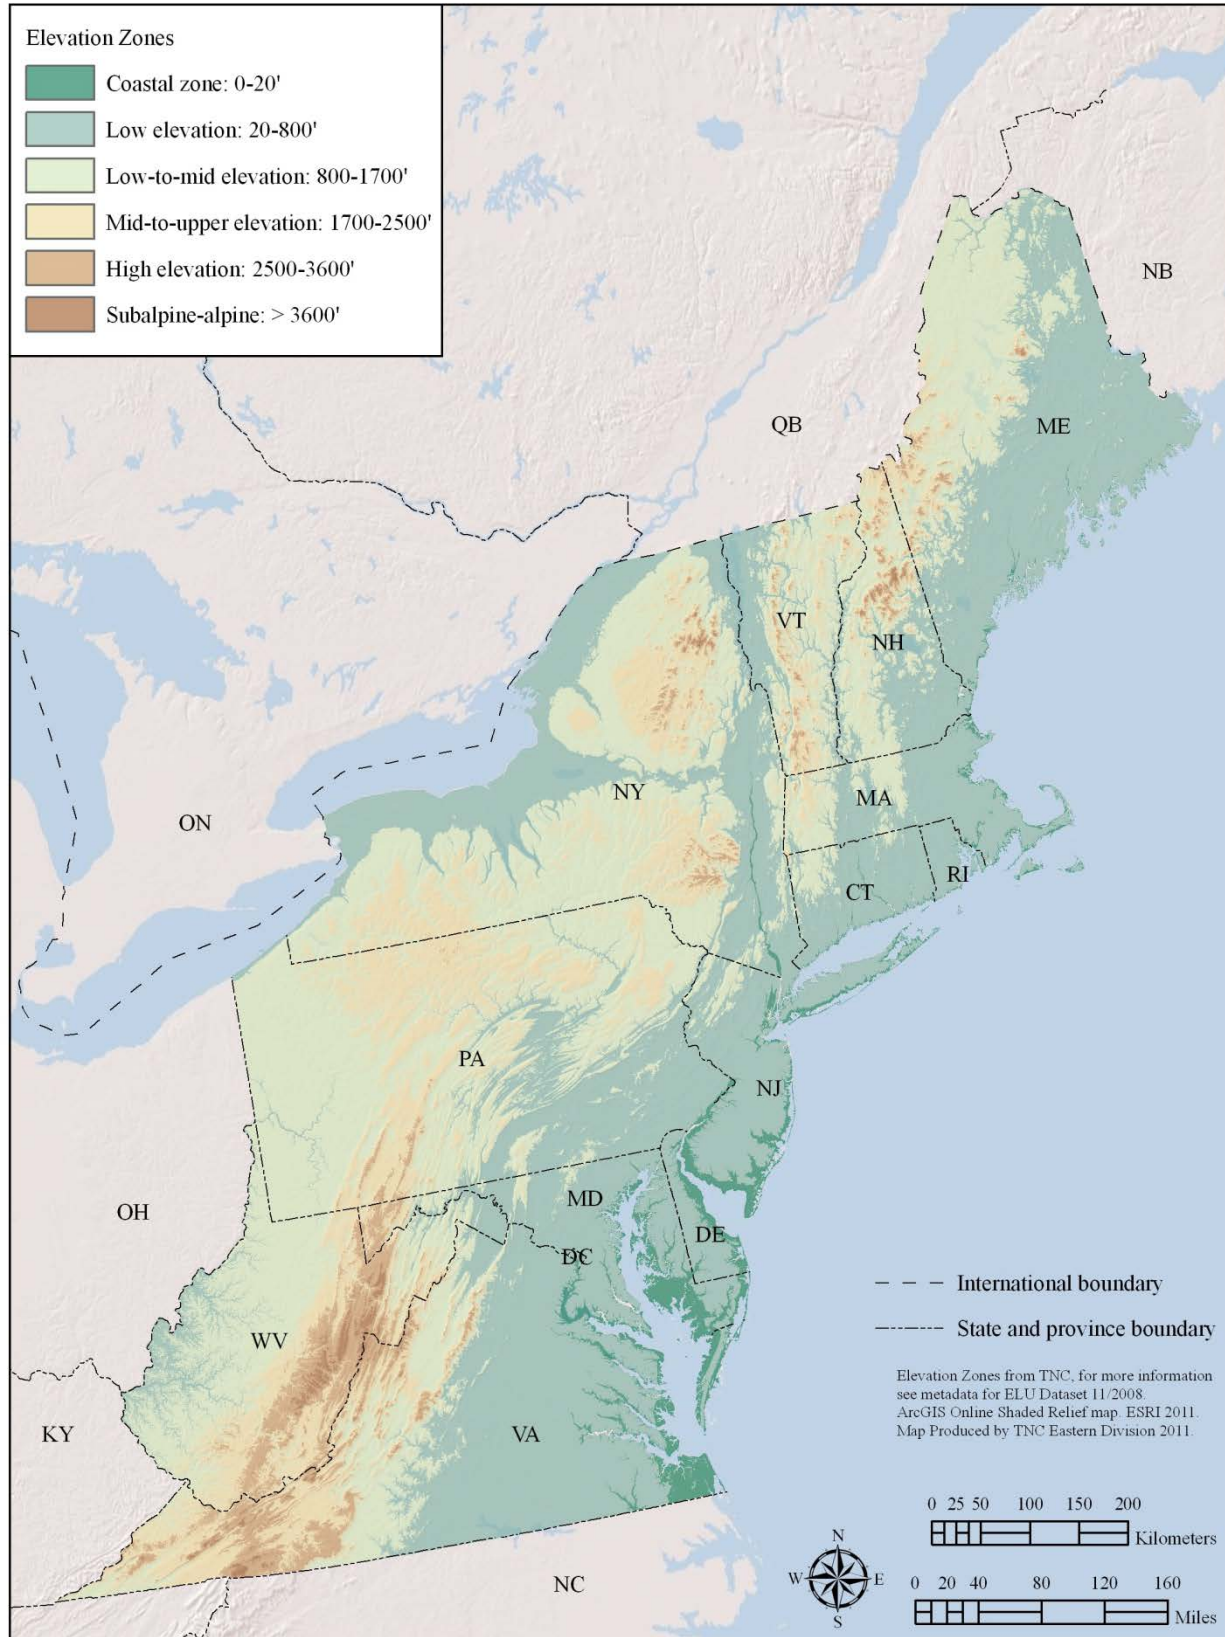 Elevation Zones
Coastal zone: 0-20'
Low elevation: 20-800'
Low-to-mid elevation: 800-1700'
Mid-to-upper elevation: 1700-2500'
High elevation: 2500-3600'
Subalpine-alpine: > 3600'
NB
QB
ME
VT
NH
NY
MA
ON
CT
RI
PA
NJ
OH
MD
DE
DC
WV
KY
VA
NC
International boundary
State and province boundary
Elevation Zones from TNC, for more information
see metadata for ELU Dataset 11/2008.
ArcGIS Online Shaded Relief map. ESRI 2011.
Map Produced by TNC Eastern Division 2011.
0 25 50 100 150 200
Kilometers
N
W E
S
0 20 40 80 120 160
Miles